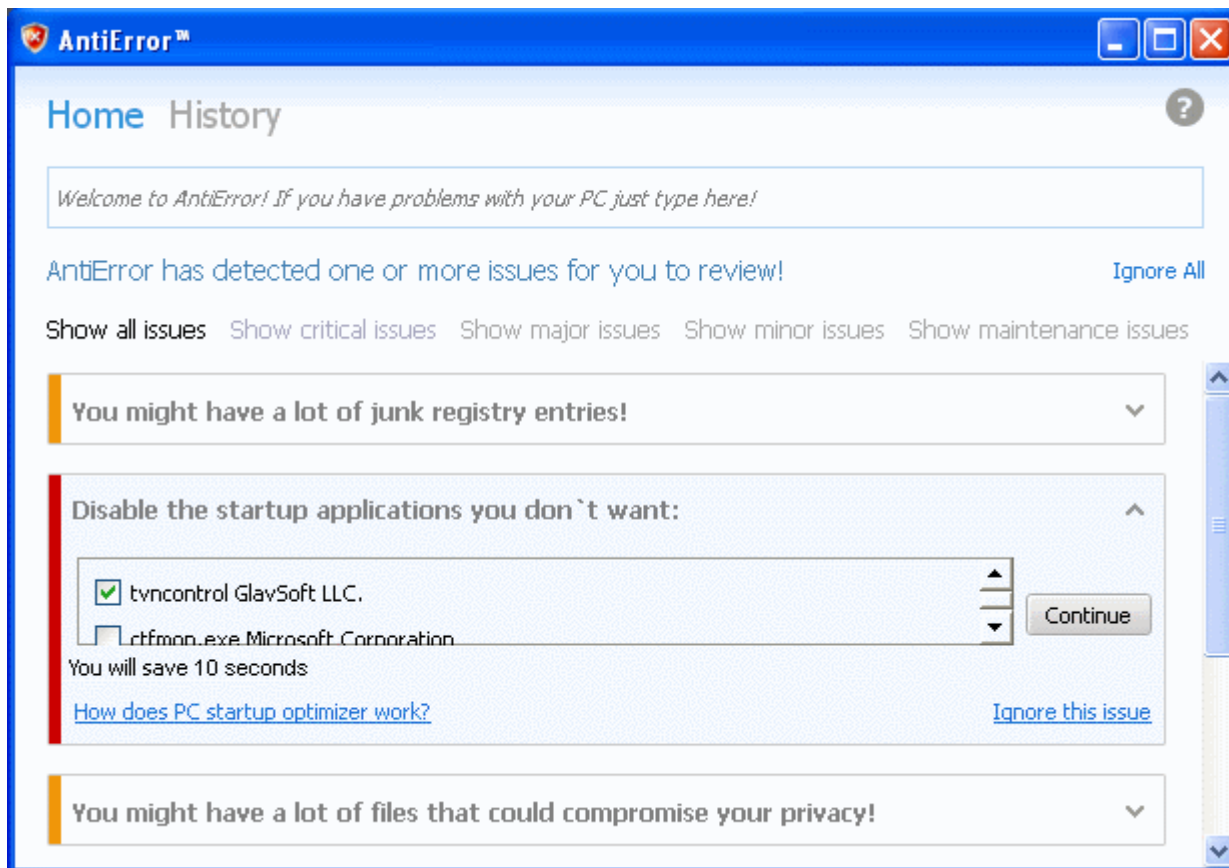 AntiError™
Home History
?
Welcome to AntiError! If you have problems with your PC just type here!
AntiError has detected one or more issues for you to review!
Ignore All
Show all issues Show critical issues Show major issues Show minor issues Show maintenance issues
You might have a lot of junk registry entries!
Disable the startup applications you don`t want:
tvncontrol GlavSoft LLC.
ctfmon.exe Microsoft Corporation
Continue
You will save 10 seconds
How does PC startup optimizer work?
Ignore this issue
You might have a lot of files that could compromise your privacy!